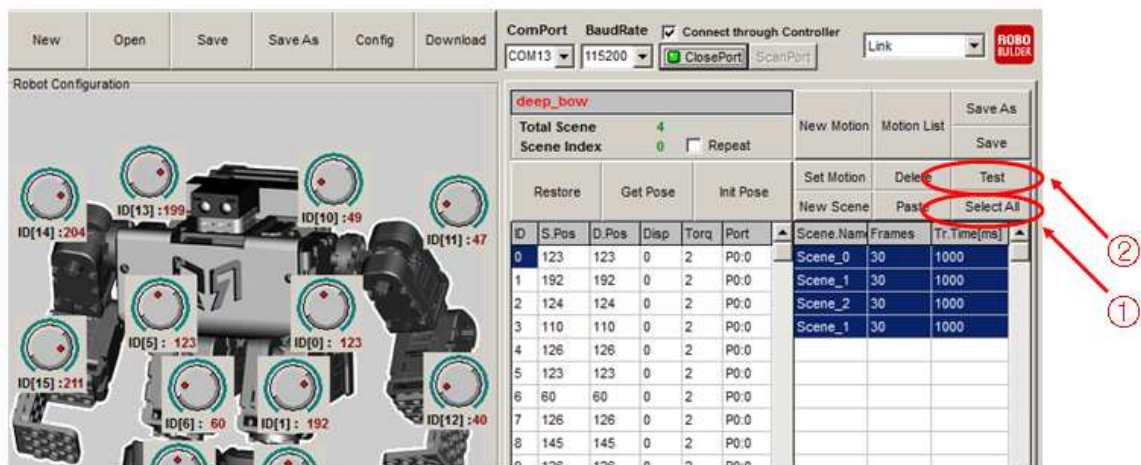 New Open Save Save As Config Download
ComPort BaudRate Connect through Controller
COM13 115200 ClosePort ScanPort Link ROBO BUILDER
Robot Configuration
deep_bow
Total Scene 4
Scene Index 0 Repeat
New Motion Motion List Save As
Save
Restore Get Pose Init Pose
Set Motion Delete Test
New Scene Paste Select All
②
①
ID[13] :199
ID[10] :49
ID[14] :204
ID[11] :47
ID[5] : 123
ID[0] : 123
ID[15] :211
ID[6] : 60
ID[1] : 192
ID[12] :40
ID S.Pos D.Pos Disp Torq Port
0 123 123 0 2 P0:0
1 192 192 0 2 P0:0
2 124 124 0 2 P0:0
3 110 110 0 2 P0:0
4 126 126 0 2 P0:0
5 123 123 0 2 P0:0
6 60 60 0 2 P0:0
7 126 126 0 2 P0:0
8 145 145 0 2 P0:0
Scene.Nam Frames Tr.Time[ms]
Scene_0 30 1000
Scene_1 30 1000
Scene_2 30 1000
Scene_1 30 1000